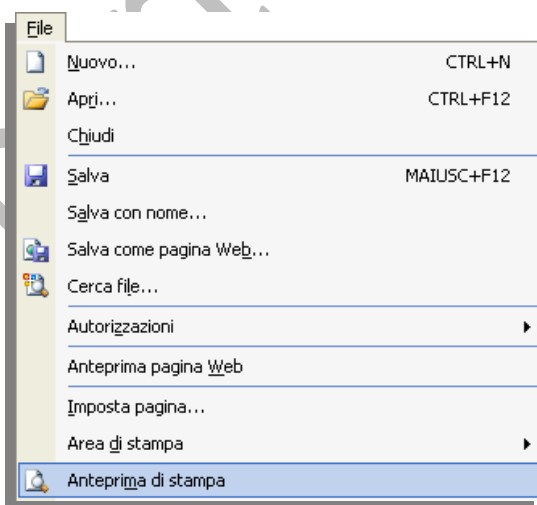 File
Nuovo... CTRL+N
Apri... CTRL+F12
Chiudi
Salva MAIUSC+F12
Salva con nome...
Salva come pagina Web...
Cerca file...
Autorizzazioni
Anteprima pagina Web
Imposta pagina...
Area di stampa
Anteprima di stampa